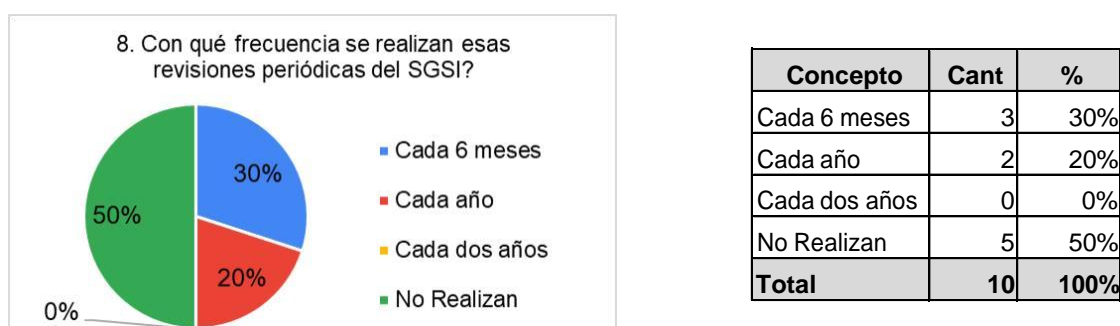 8. Con qué frecuencia se realizan esas
revisiones periódicas del SGSI?
30%
50%
20%
0%
Cada 6 meses
Cada año
Cada dos años
No Realizan
Concepto Cant %
Cada 6 meses 3 30%
Cada año 2 20%
Cada dos años 0 0%
No Realizan 5 50%
Total 10 100%